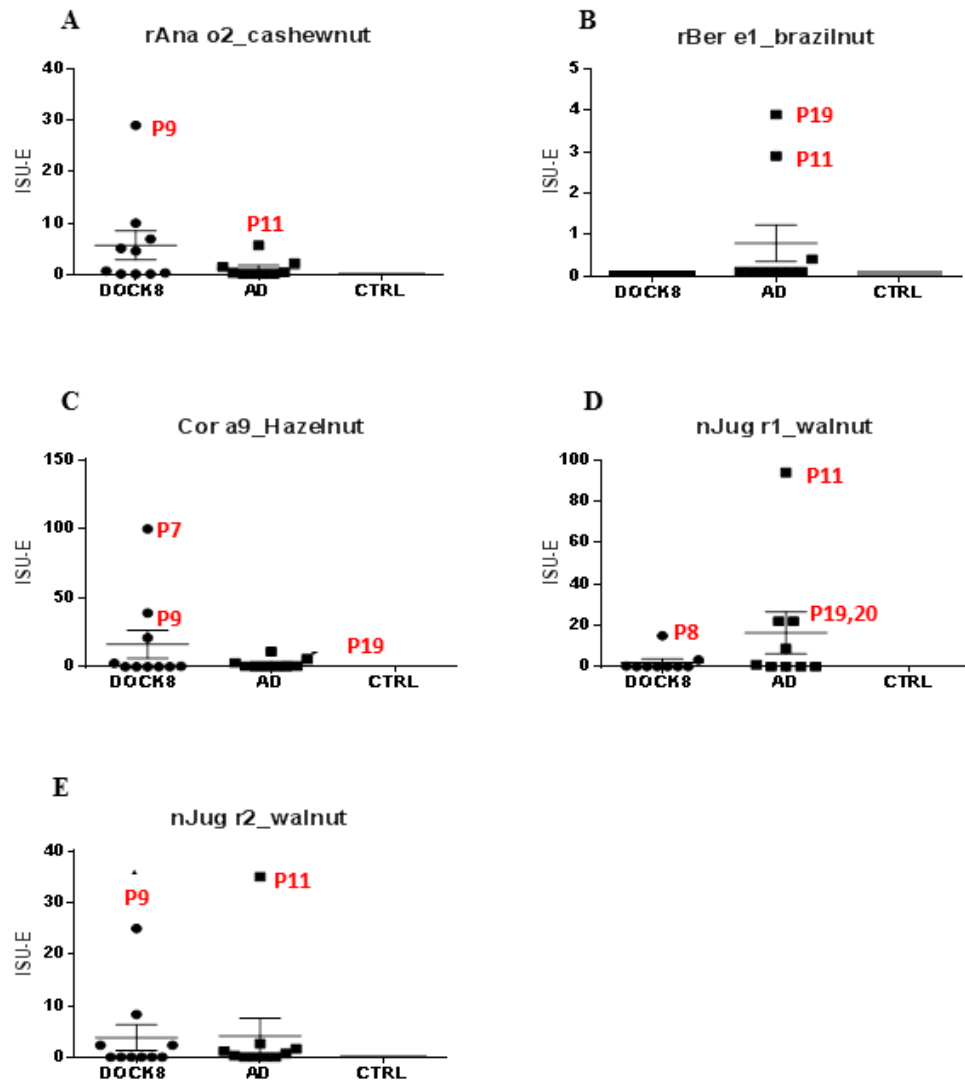 A
rAna o2_cashewnut
40
30
20
10
0
ISU-E
P9
P11
DOCK8 AD CTRL
B
rBer e1_brazilnut
5
4
3
2
1
0
ISU-E
P19
P11
DOCK8 AD CTRL
C
Cor a9_Hazelnut
150
100
50
0
ISU-E
P7
P9
P19
DOCK8 AD CTRL
D
nJug r1_walnut
100
80
60
40
20
0
ISU-E
P11
P19,20
P8
DOCK8 AD CTRL
E
nJug r2_walnut
40
30
20
10
0
ISU-E
P9
P11
DOCK8 AD CTRL